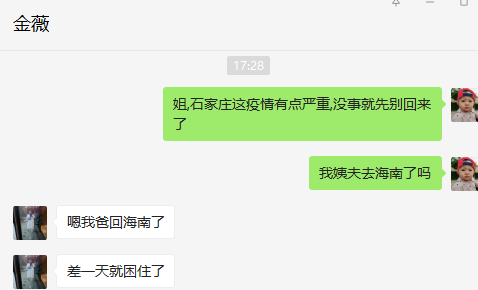 金薇
17:28
姐,石家庄这疫情有点严重,没事就先别回来
了
我姨夫去海南了吗
嗯我爸回海南了
差一天就困住了